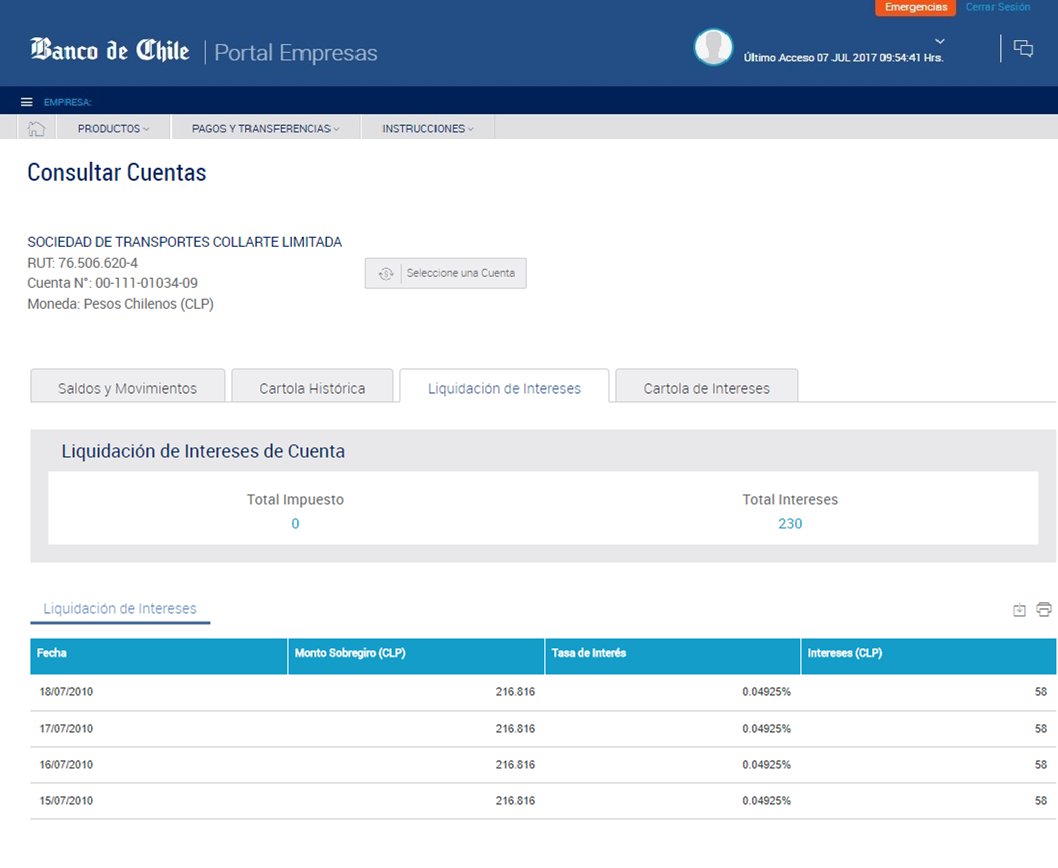 Emergencias Cerrar Sesión
Banco de Chile | Portal Empresas
Último Acceso 07 JUL 2017 09:54:41 Hrs.
EMPRESA:
PRODUCTOS PAGOS Y TRANSFERENCIAS INSTRUCCIONES
Consultar Cuentas
SOCIEDAD DE TRANSPORTES COLLARTE LIMITADA
RUT: 76.506.620-4
Seleccione una Cuenta
Cuenta N°: 00-111-01034-09
Moneda: Pesos Chilenos (CLP)
Saldos y Movimientos Cartola Histórica Liquidación de Intereses Cartola de Intereses
Liquidación de Intereses de Cuenta
Total Impuesto Total Intereses
0 230
Liquidación de Intereses
Fecha Monto Sobregiro (CLP) Tasa de Interés Intereses (CLP)
18/07/2010 216.816 0.04925% 58
17/07/2010 216.816 0.04925% 58
16/07/2010 216.816 0.04925% 58
15/07/2010 216.816 0.04925% 58